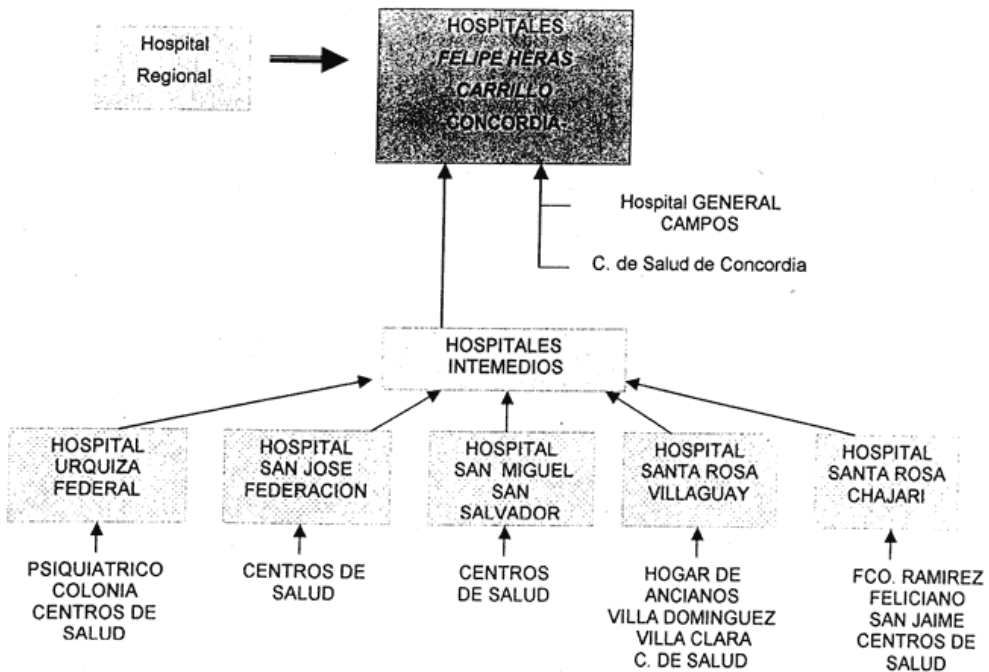 Hospital
Regional
HOSPITALES
FELIPE HERAS
CARRILLO
-CONCORDIA-
Hospital GENERAL
CAMPOS
C. de Salud de Concordia
HOSPITALES
INTEMEDIOS
HOSPITAL
URQUIZA
FEDERAL
HOSPITAL
SAN JOSE
FEDERACION
HOSPITAL
SAN MIGUEL
SAN
SALVADOR
HOSPITAL
SANTA ROSA
VILLAGUAY
HOSPITAL
SANTA ROSA
CHAJARI
PSIQUIATRICO
COLONIA
CENTROS DE
SALUD
CENTROS DE
SALUD
CENTROS
DE SALUD
HOGAR DE
ANCIANOS
VILLA DOMINGUEZ
VILLA CLARA
C. DE SALUD
FCO. RAMIREZ
FELICIANO
SAN JAIME
CENTROS DE
SALUD